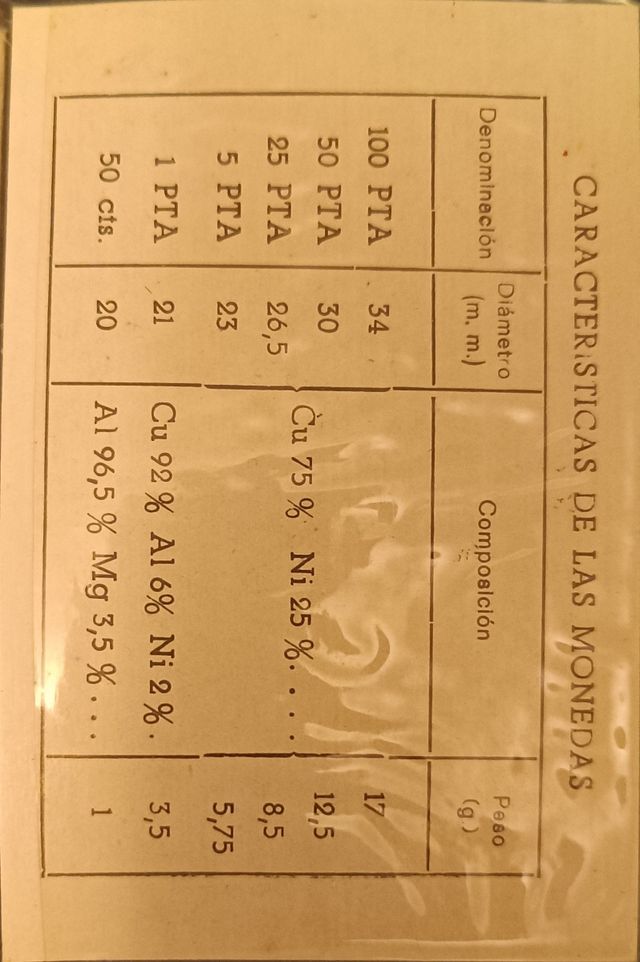 CARACTERÍSTICAS DE LAS MONEDAS
Denominación Diámetro (m. m.) Composición Peso (g.)
100 PTA 34 17
50 PTA 30 12,5
25 PTA 26,5 Cu 75 % Ni 25 %. . . . 8,5
5 PTA 23 5,75
1 PTA 21 Cu 92 % Al 6% Ni 2 %. 3,5
50 cts. 20 Al 96,5 % Mg 3,5 %. . . 1